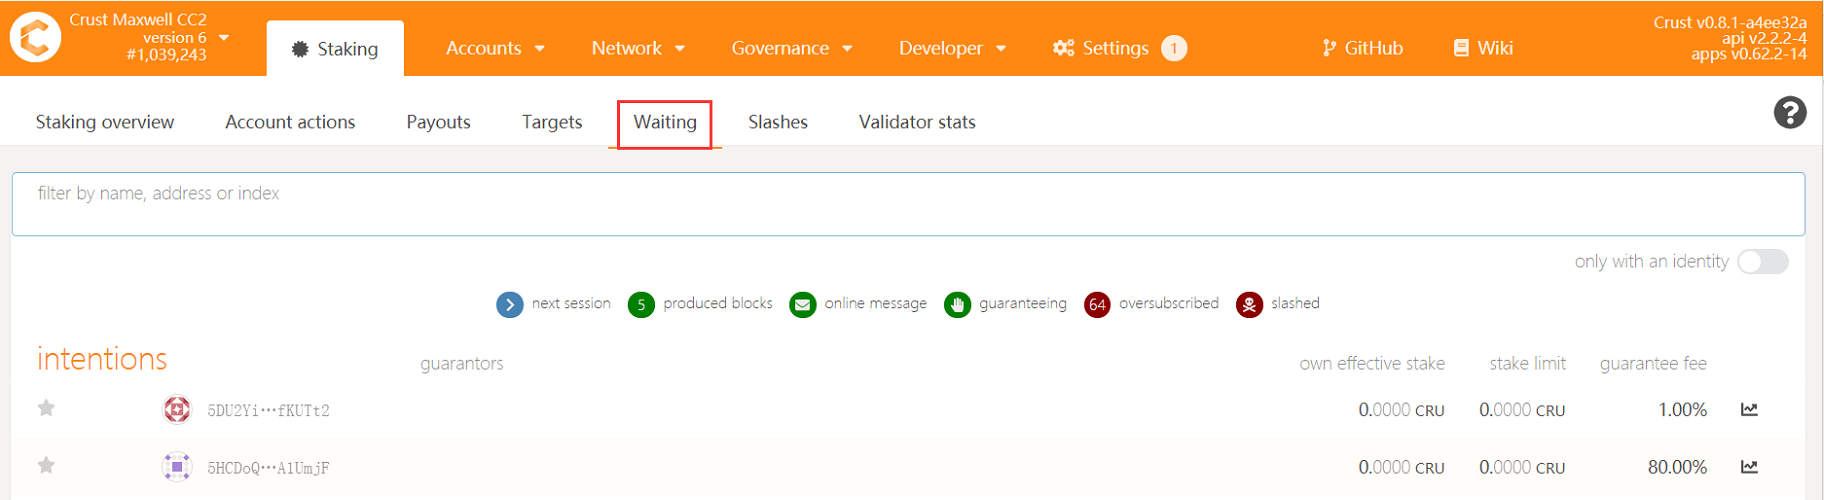 Crust Maxwell CC2
version 6
#1,039,243
Staking
Accounts
Network
Governance
Developer
Settings 1
GitHub
Wiki
Crust v0.8.1-a4ee32a
api v2.2.2-4
apps v0.62.2-14
Staking overview
Account actions
Payouts
Targets
Waiting
Slashes
Validator stats
?
filter by name, address or index
only with an identity
next session
5 produced blocks
online message
guaranteeing
64 oversubscribed
slashed
intentions guarantors own effective stake stake limit guarantee fee
5DU2Yi···fKUTt2 0.0000 CRU 0.0000 CRU 1.00%
5HCDoQ···A1UmjF 0.0000 CRU 0.0000 CRU 80.00%